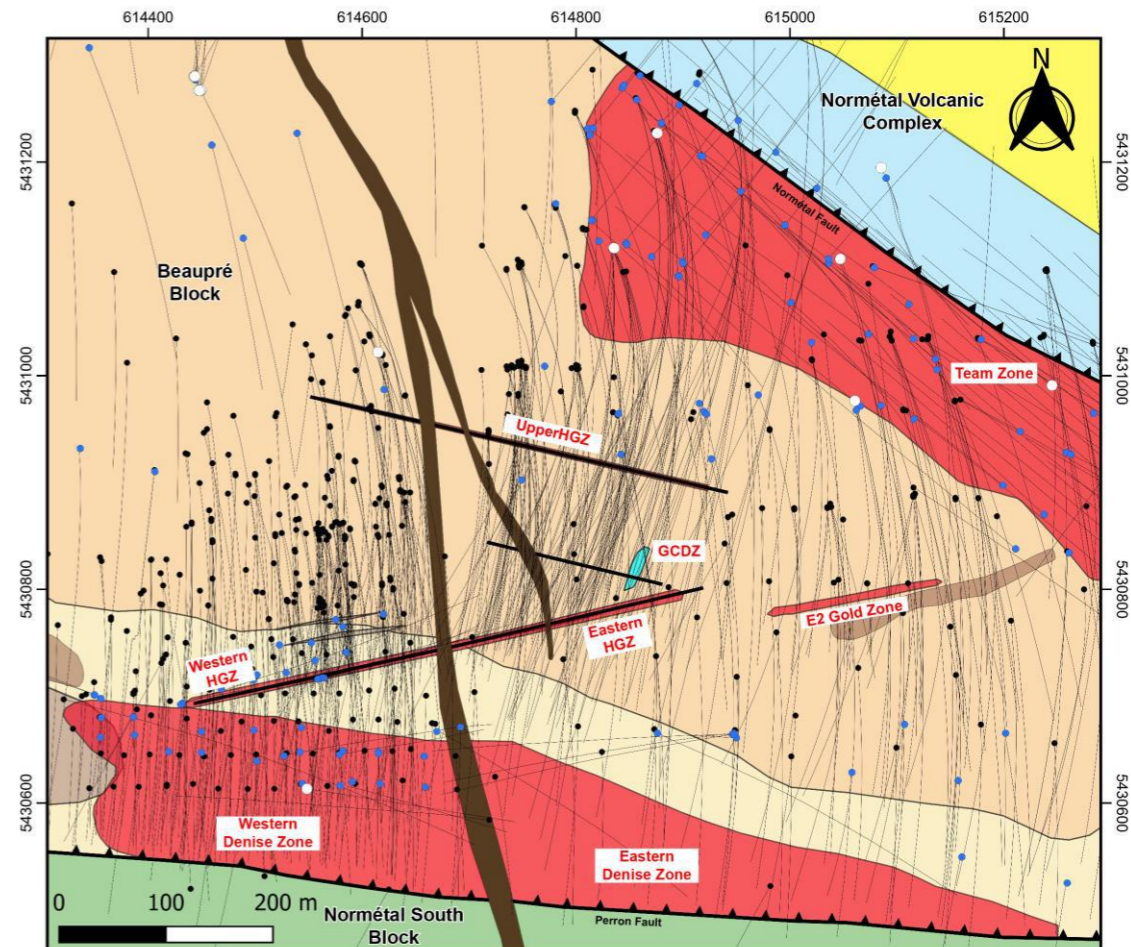 614400 614600 614800 615000 615200
N
Normétal Volcanic
Complex
5431200
5431200
Normétal Fault
Beaupré
Block
5431000
5431000
Team Zone
UpperHGZ
GCDZ
5430800
5430800
E2 Gold Zone
Eastern
HGZ
Western
HGZ
5430600
5430600
Western
Denise Zone
Eastern
Denise Zone
0 100 200 m
Normétal South
Block
Perron Fault